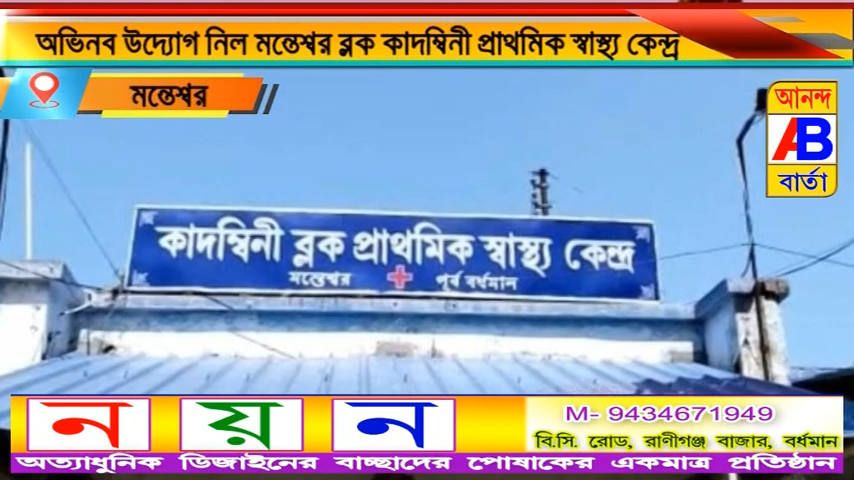 অভিনব উদ্যোগ নিল মন্তেশ্বর ব্লক কাদম্বিনী প্রাথমিক স্বাস্থ্য কেন্দ্র
মন্তেশ্বর
আনন্দ
AB
বার্তা
কাদম্বিনী ব্লক প্রাথমিক স্বাস্থ্য কেন্দ্র
মন্তেশ্বর পূর্ব বর্ধমান
ন য় ন
M- 9434671949
বি.সি. রোড, রাণীগঞ্জ বাজার, বর্ধমান
অত্যাধুনিক ডিজাইনের বাচ্ছাদের পোষাকের একমাত্র প্রতিষ্ঠান